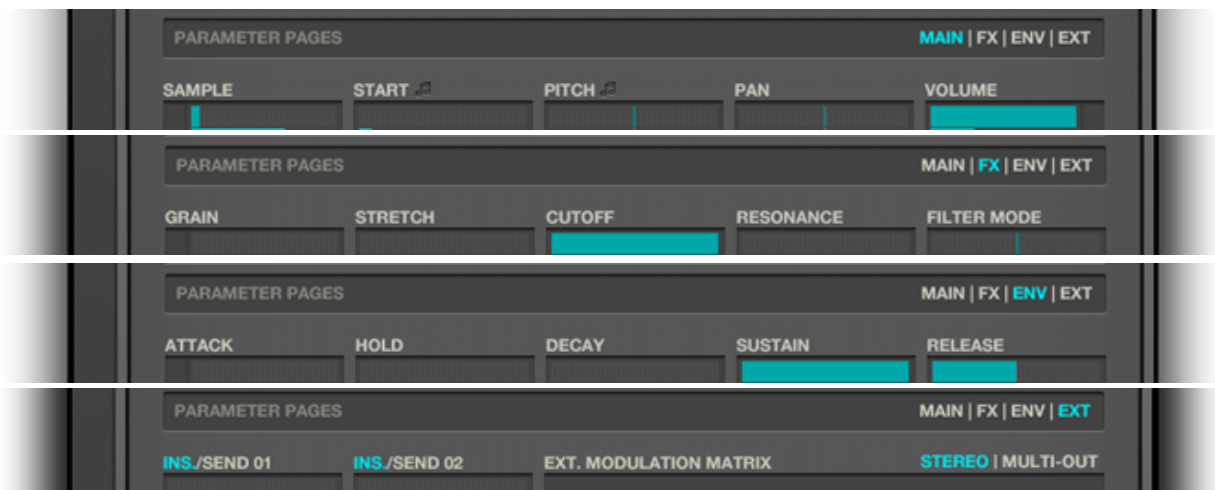 PARAMETER PAGES MAIN | FX | ENV | EXT
SAMPLE START PITCH PAN VOLUME
PARAMETER PAGES MAIN | FX | ENV | EXT
GRAIN STRETCH CUTOFF RESONANCE FILTER MODE
PARAMETER PAGES MAIN | FX | ENV | EXT
ATTACK HOLD DECAY SUSTAIN RELEASE
PARAMETER PAGES MAIN | FX | ENV | EXT
INS./SEND 01 INS./SEND 02 EXT. MODULATION MATRIX STEREO | MULTI-OUT